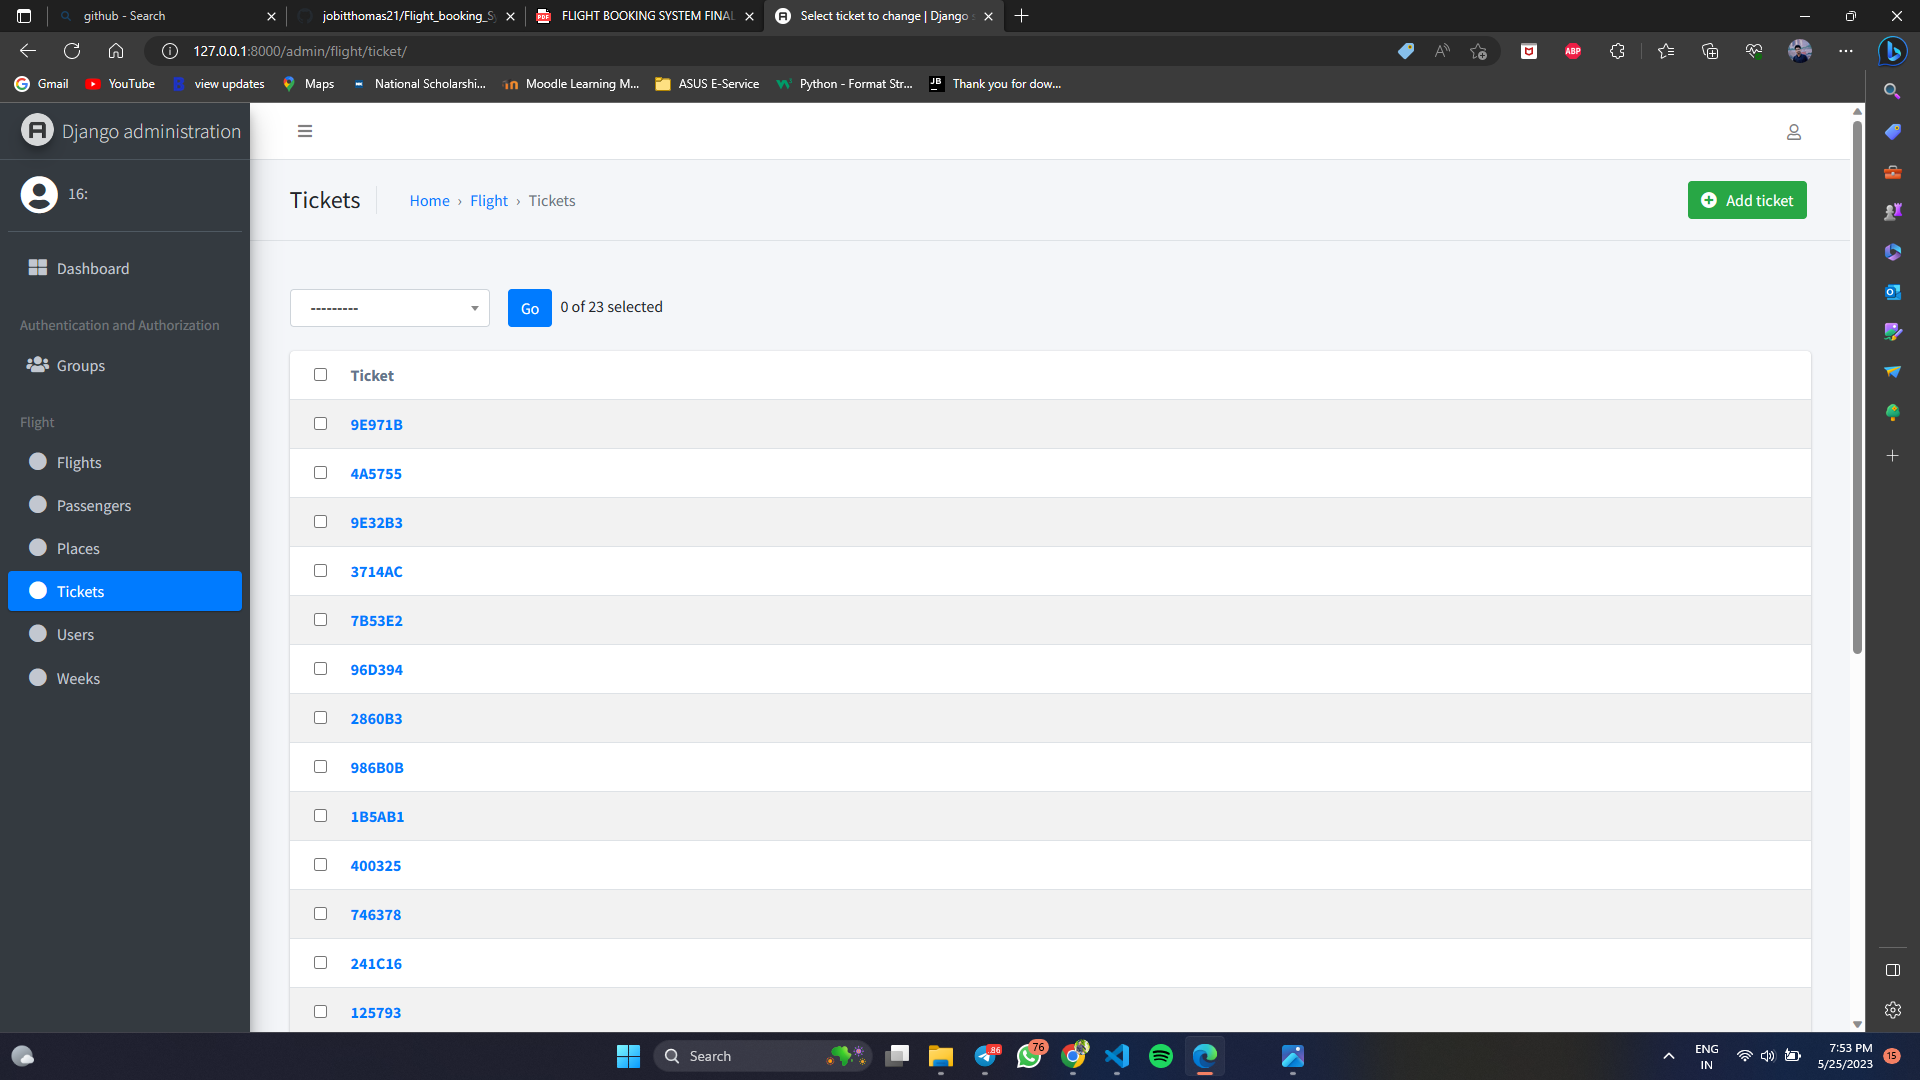 github - Search
jobitthomas21/Flight_booking_S
FLIGHT BOOKING SYSTEM FINAL
Select ticket to change | Django s
127.0.0.1:8000/admin/flight/ticket/
Gmail
YouTube
view updates
Maps
National Scholarshi...
Moodle Learning M...
ASUS E-Service
Python - Format Str...
Thank you for dow...
Django administration
16:
Dashboard
Authentication and Authorization
Groups
Flight
Flights
Passengers
Places
Tickets
Users
Weeks
Tickets
Home › Flight › Tickets
Add ticket
---------
Go
0 of 23 selected
Ticket
9E971B
4A5755
9E32B3
3714AC
7B53E2
96D394
2860B3
986B0B
1B5AB1
400325
746378
241C16
125793
Search
86
76
ENG
IN
7:53 PM
5/25/2023
15
ABP